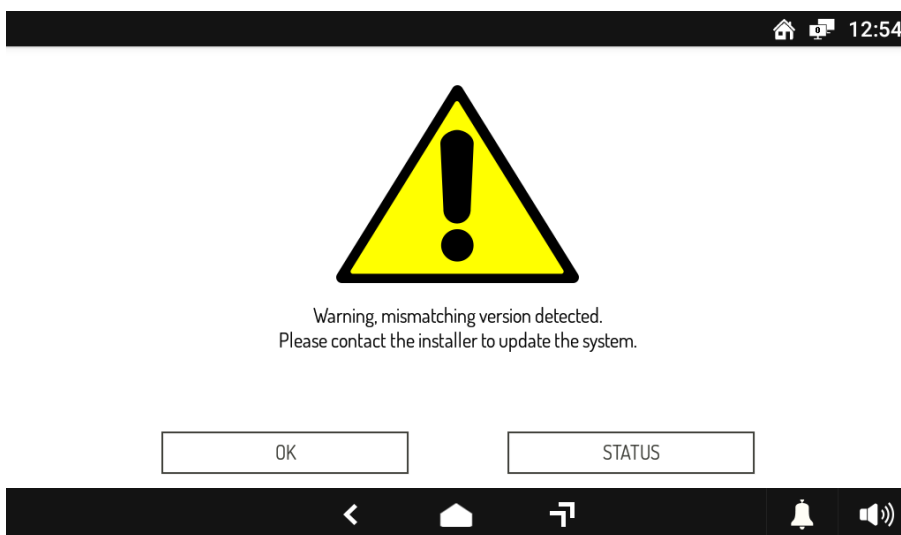 12:54
Warning, mismatching version detected.
Please contact the installer to update the system.
OK
STATUS